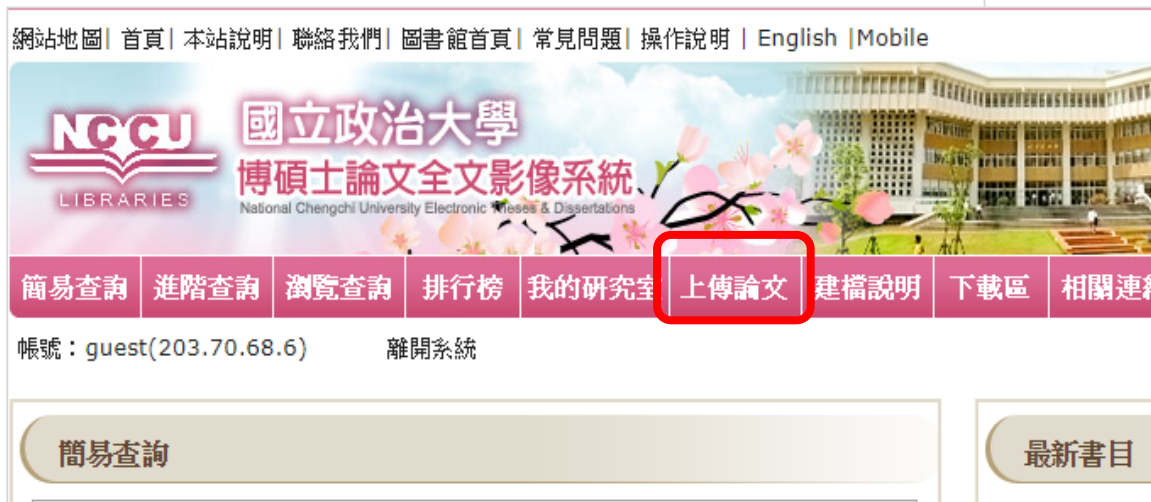 網站地圖| 首頁| 本站說明| 聯絡我們| 圖書館首頁| 常見問題| 操作說明 | English |Mobile
NCCU
LIBRARIES
國立政治大學
博碩士論文全文影像系統
National Chengchi University Electronic Theses & Dissertations
簡易查詢 進階查詢 瀏覽查詢 排行榜 我的研究室 上傳論文 建檔說明 下載區 相關連
帳號：guest(203.70.68.6) 離開系統
簡易查詢
最新書目